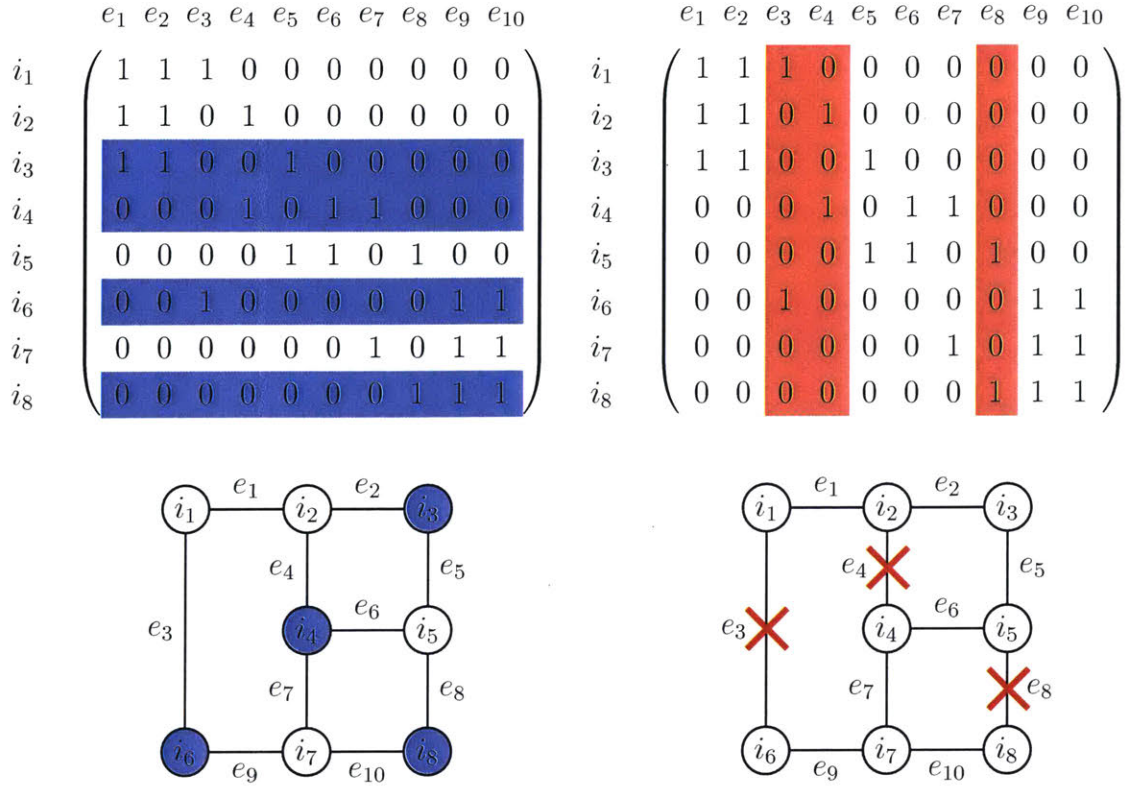 e1 e2 e3 e4 e5 e6 e7 e8 e9 e10
i1 1 1 1 0 0 0 0 0 0 0
i2 1 1 0 1 0 0 0 0 0 0
i3 1 1 0 0 1 0 0 0 0 0
i4 0 0 0 1 0 1 1 0 0 0
i5 0 0 0 0 1 1 0 1 0 0
i6 0 0 1 0 0 0 0 0 1 1
i7 0 0 0 0 0 0 1 0 1 1
i8 0 0 0 0 0 0 0 1 1 1
e1 e2 e3 e4 e5 e6 e7 e8 e9 e10
i1 1 1 1 0 0 0 0 0 0 0
i2 1 1 0 1 0 0 0 0 0 0
i3 1 1 0 0 1 0 0 0 0 0
i4 0 0 0 1 0 1 1 0 0 0
i5 0 0 0 0 1 1 0 1 0 0
i6 0 0 1 0 0 0 0 0 1 1
i7 0 0 0 0 0 0 1 0 1 1
i8 0 0 0 0 0 0 0 1 1 1
e1 e2
i1 i2 i3
e4 e5
e6
e3 i4 i5
e7 e8
i6 i7 i8
e9 e10
e1 e2
i1 i2 i3
e4 e5
e6
e3 i4 i5
e7 e8
i6 i7 i8
e9 e10